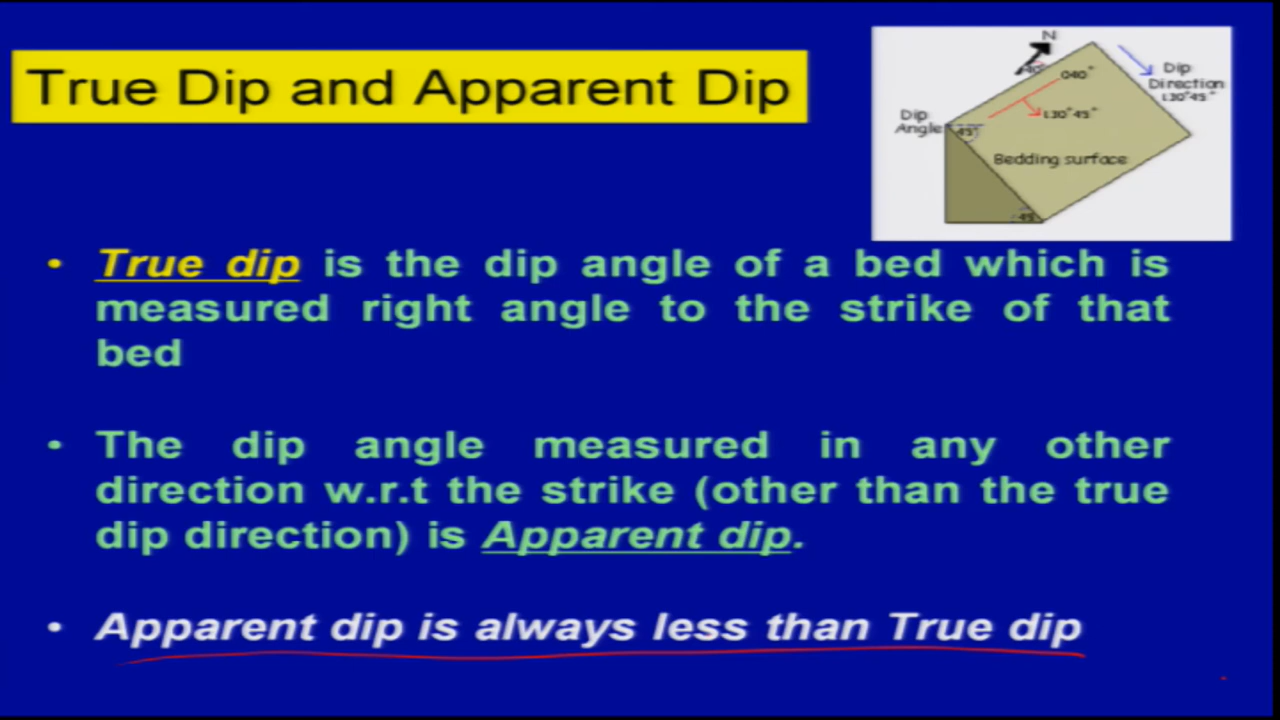 True Dip and Apparent Dip
N
40°
040°
Dip
Direction
130°45°
Dip
Angle
45°
130°45°
Bedding surface
45
• True dip is the dip angle of a bed which is
measured right angle to the strike of that
bed
• The dip angle measured in any other
direction w.r.t the strike (other than the true
dip direction) is Apparent dip.
• Apparent dip is always less than True dip